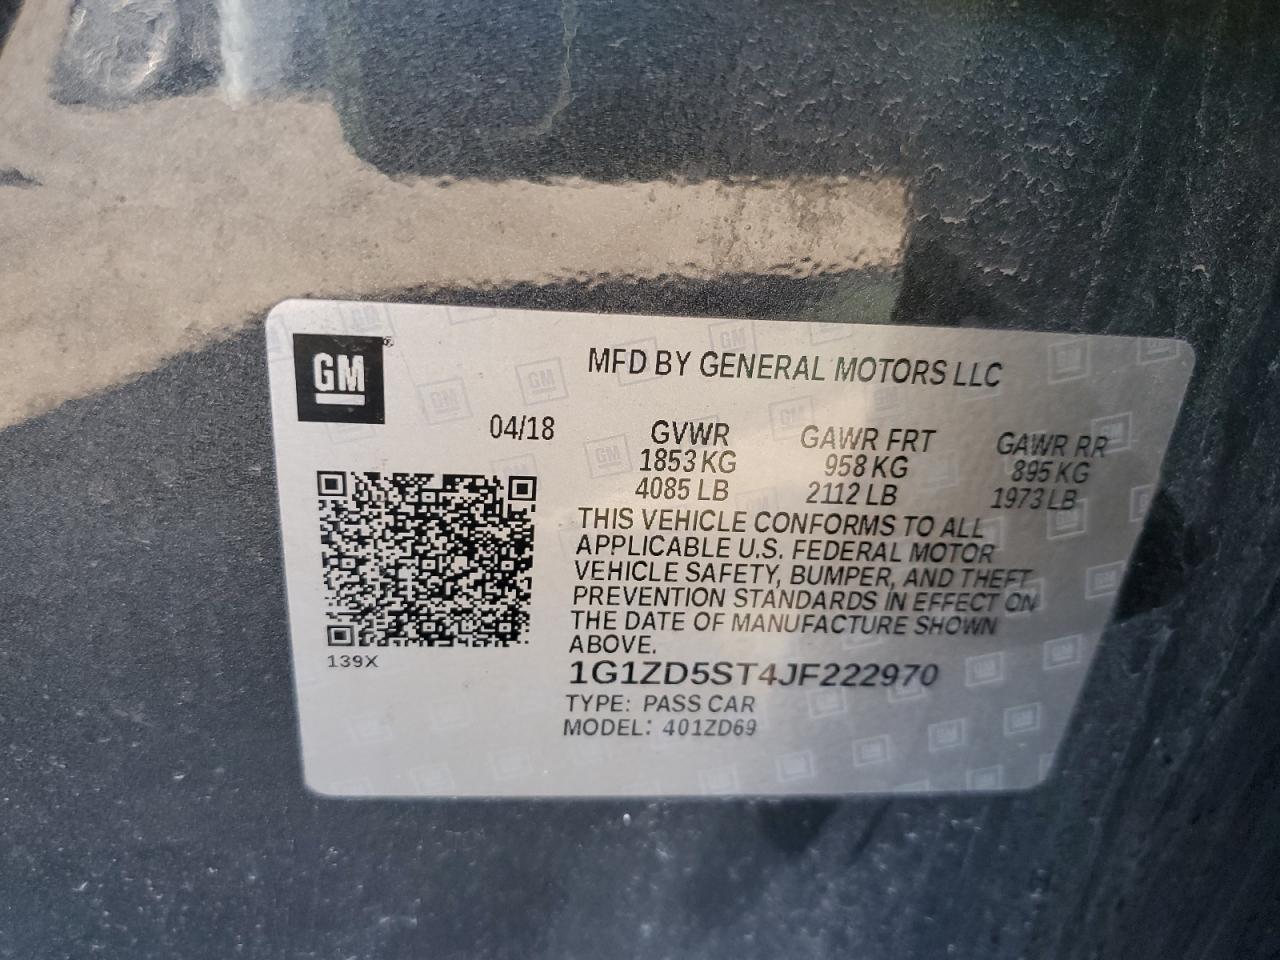 GM
MFD BY GENERAL MOTORS LLC
04/18
GVWR GAWR FRT GAWR RR
1853 KG 958 KG 895 KG
4085 LB 2112 LB 1973 LB
THIS VEHICLE CONFORMS TO ALL
APPLICABLE U.S. FEDERAL MOTOR
VEHICLE SAFETY, BUMPER, AND THEFT
PREVENTION STANDARDS IN EFFECT ON
THE DATE OF MANUFACTURE SHOWN
ABOVE.
139X
1G1ZD5ST4JF222970
TYPE: PASS CAR
MODEL: 401ZD69